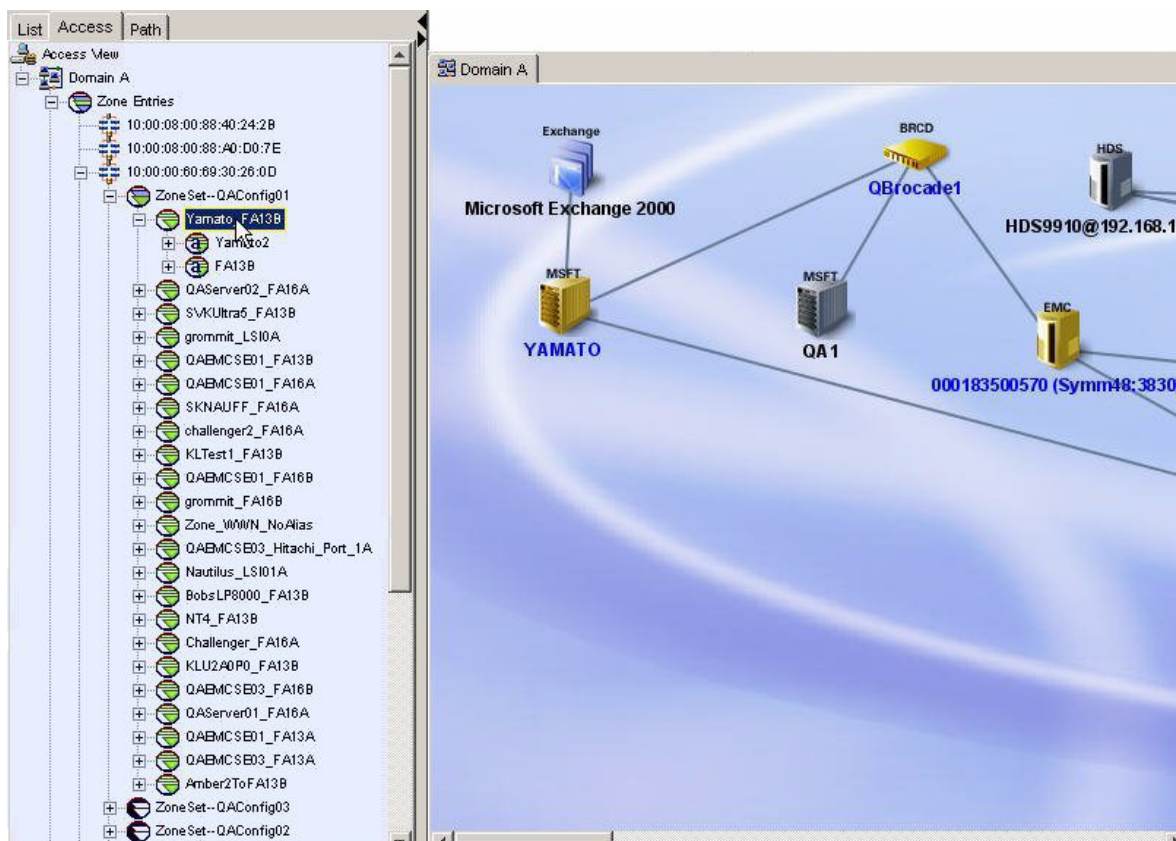 List Access Path
Access View
Domain A
Zone Entries
10:00:08:00:88:40:24:2B
10:00:08:00:88:A0:D0:7E
10:00:00:60:69:30:26:0D
ZoneSet--QAConfig01
Yamato_FA13B
Yamato2
FA13B
QAServer02_FA16A
SVKUltra5_FA13B
grommit_LSI0A
QAEMCSE01_FA13B
QAEMCSE01_FA16A
SKNAUFF_FA16A
challenger2_FA16A
KLTest1_FA13B
QAEMCSE01_FA16B
grommit_FA16B
Zone_WWN_NoAlias
QAEMCSE03_Hitachi_Port_1A
Nautilus_LSI01A
BobsLP8000_FA13B
NT4_FA13B
Challenger_FA16A
KLU2A0P0_FA13B
QAEMCSE03_FA16B
QAServer01_FA16A
QAEMCSE01_FA13A
QAEMCSE03_FA13A
Amber2ToFA13B
ZoneSet--QAConfig03
ZoneSet--QAConfig02
Domain A
Exchange
Microsoft Exchange 2000
BRCD
QBrocade1
HDS
HDS9910@192.168.1
MSFT
YAMATO
MSFT
QA1
EMC
000183500570 (Symm48:3830